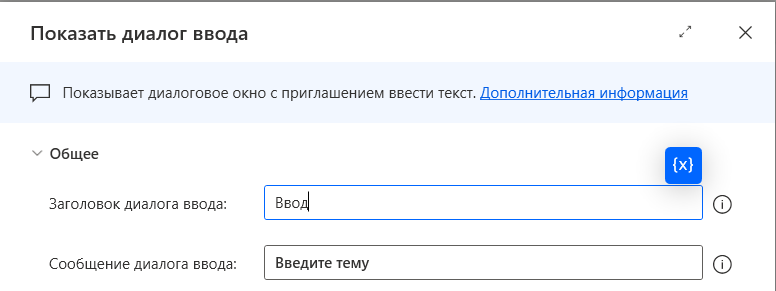 Показать диалог ввода
Показывает диалоговое окно с приглашением ввести текст. Дополнительная информация
Общее
{x}
Заголовок диалога ввода: Ввод
Сообщение диалога ввода: Введите тему